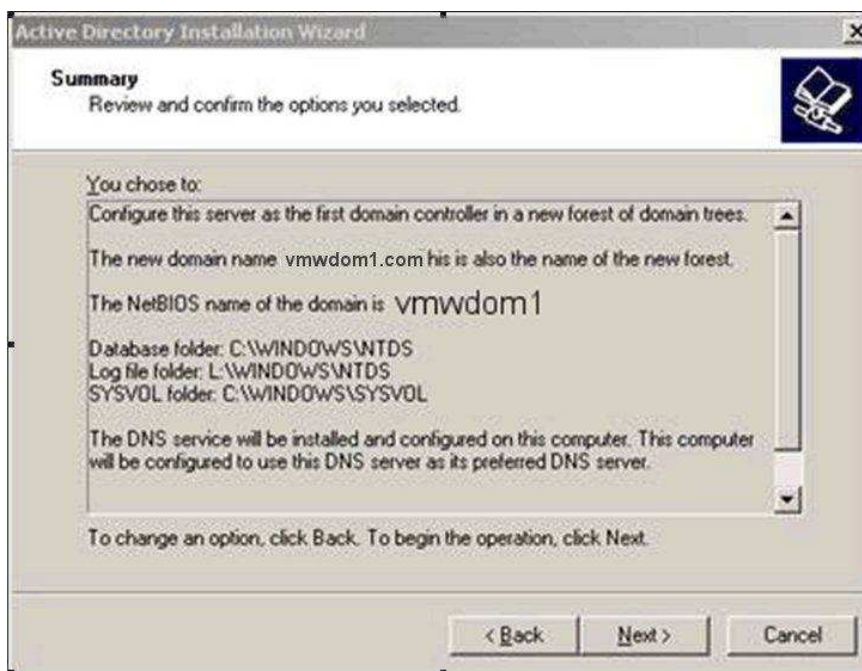 Active Directory Installation Wizard
Summary
Review and confirm the options you selected.
You chose to:
Configure this server as the first domain controller in a new forest of domain trees.
The new domain name vmwdom1.com his is also the name of the new forest.
The NetBIOS name of the domain is vmwdom1
Database folder: C:\WINDOWS\NTDS
Log file folder: L:\WINDOWS\NTDS
SYSVOL folder: C:\WINDOWS\SYSVOL
The DNS service will be installed and configured on this computer. This computer
will be configured to use this DNS server as its preferred DNS server.
To change an option, click Back. To begin the operation, click Next.
< Back
Next >
Cancel